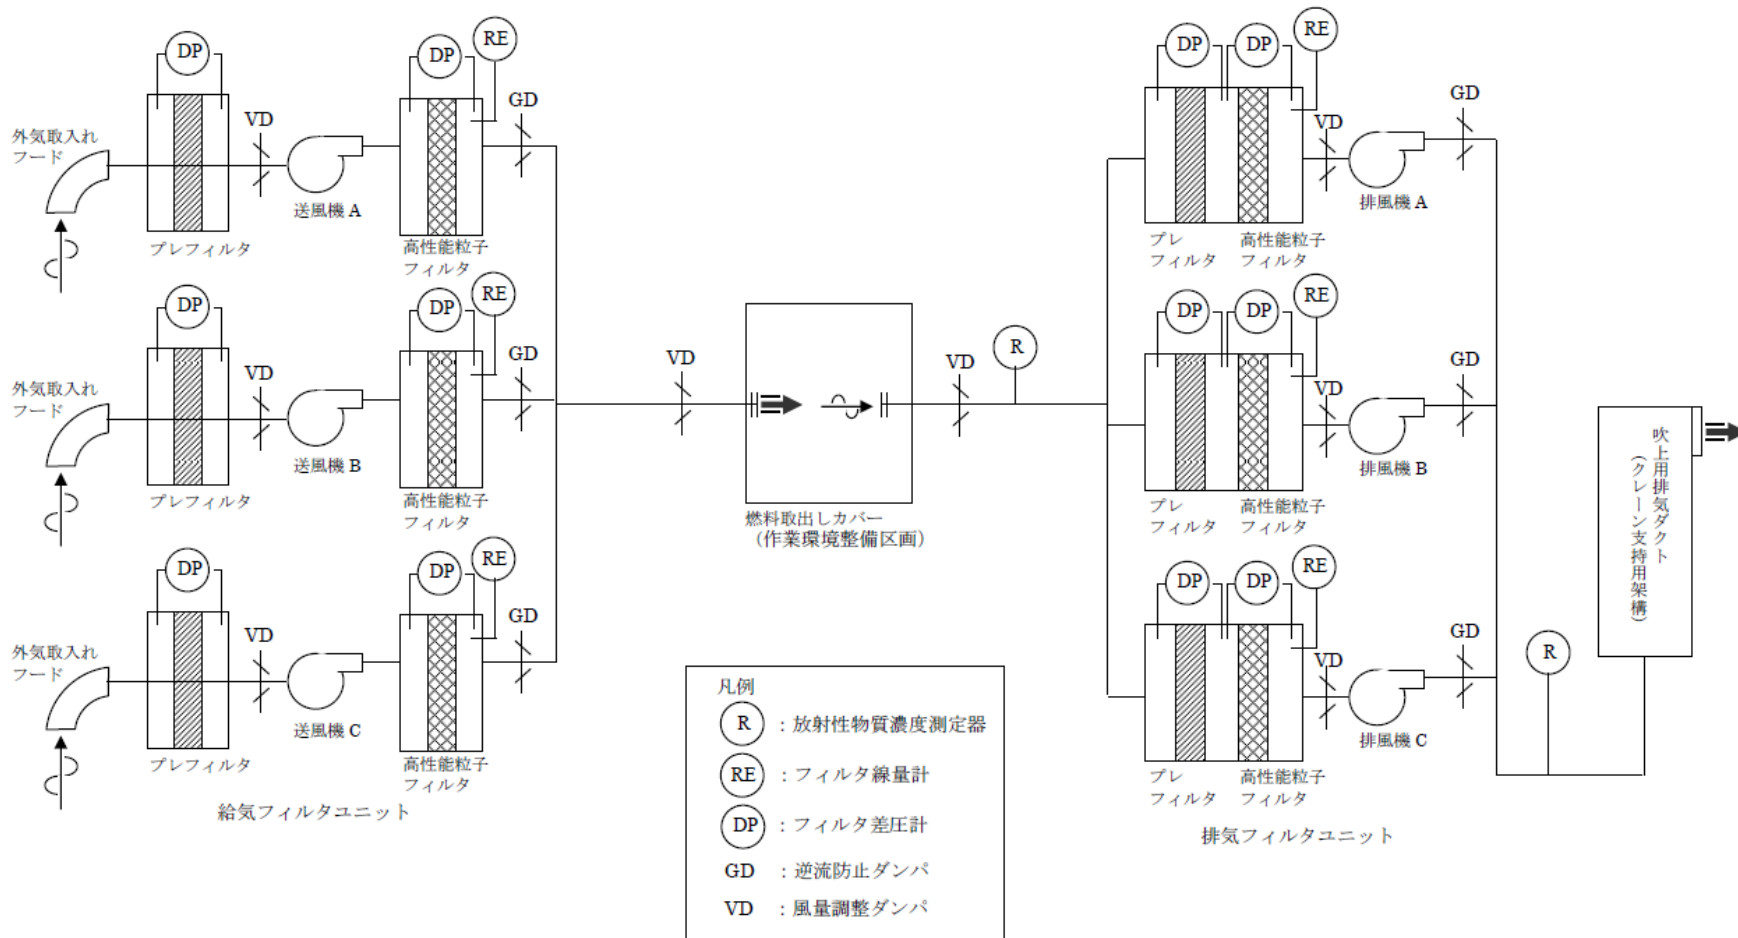 DP
DP
RE
VD
GD
外気取入れ
フード
送風機 A
プレフィルタ
高性能粒子
フィルタ
DP
DP
RE
VD
GD
外気取入れ
フード
送風機 B
プレフィルタ
高性能粒子
フィルタ
DP
DP
RE
VD
GD
外気取入れ
フード
送風機 C
プレフィルタ
高性能粒子
フィルタ
給気フィルタユニット
VD
燃料取出しカバー
（作業環境整備区画）
VD
R
DP
DP
RE
VD
GD
排風機 A
プレ
フィルタ
高性能粒子
フィルタ
DP
DP
RE
VD
GD
排風機 B
プレ
フィルタ
高性能粒子
フィルタ
DP
DP
RE
VD
GD
排風機 C
プレ
フィルタ
高性能粒子
フィルタ
排気フィルタユニット
R
吹上用排気ダクト
（クレーン支持用架構）
凡例
R ：放射性物質濃度測定器
RE ：フィルタ線量計
DP ：フィルタ差圧計
GD ：逆流防止ダンパ
VD ：風量調整ダンパ